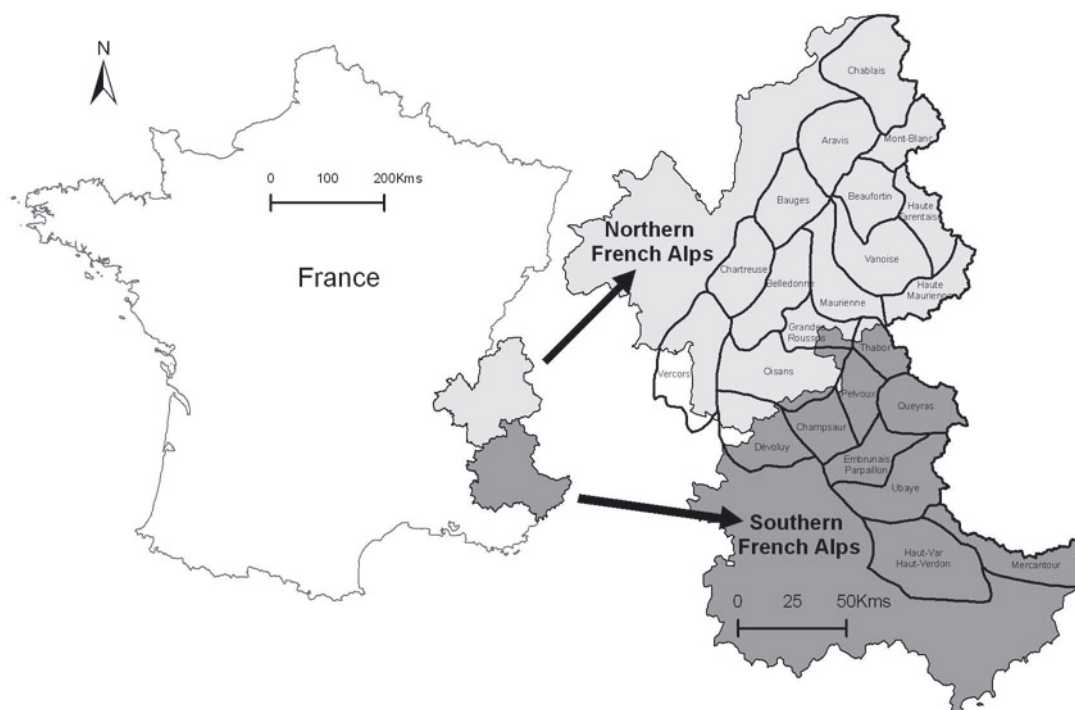 N
0 100 200Kms
France
Northern
French Alps
Chablais
Mont-Blanc
Aravis
Beaufortin
Haute
Tarentaise
Bauges
Vanoise
Chartreuse
Belledonne
Haute
Maurienne
Maurienne
Grandes
Rousses
Thabor
Vercors
Oisans
Pelvoux
Queyras
Champsaur
Dévoluy
Embrunais
Parpaillon
Ubaye
Southern
French Alps
Haut-Var
Haut-Verdon
Mercantour
0 25 50Kms